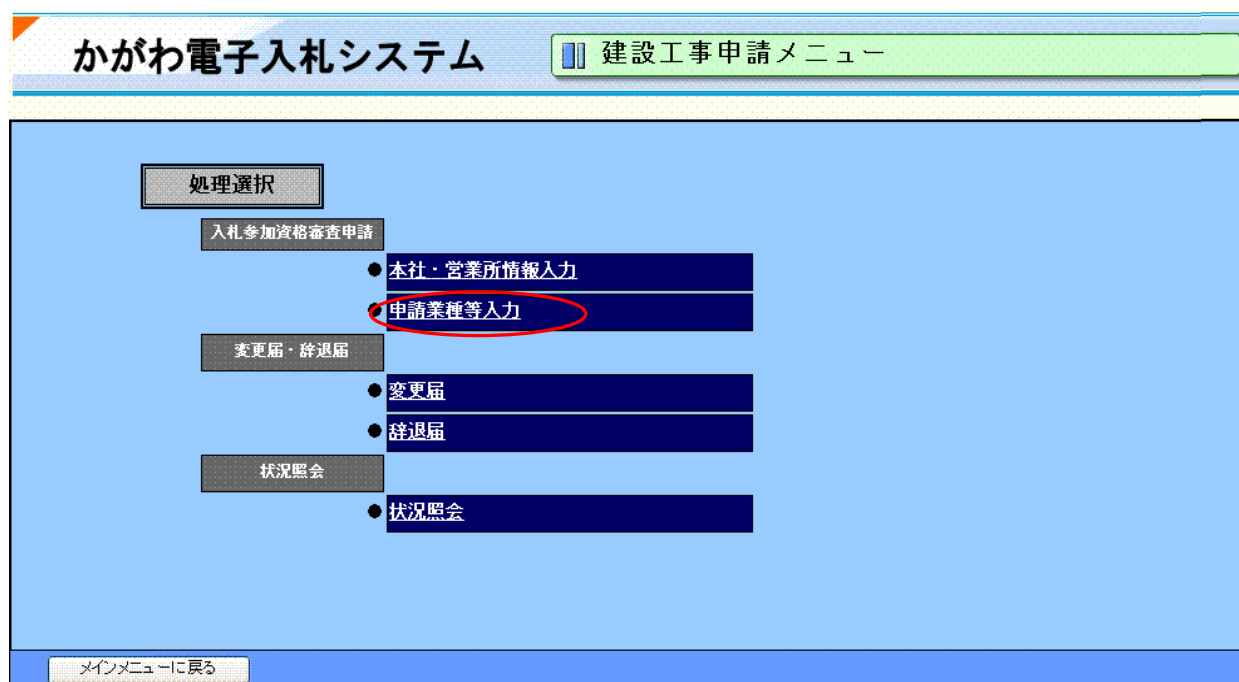 かがわ電子入札システム
建設工事申請メニュー
処理選択
入札参加資格審査申請
本社・営業所情報入力
申請業種等入力
変更届・辞退届
変更届
辞退届
状況照会
状況照会
メインメニューに戻る